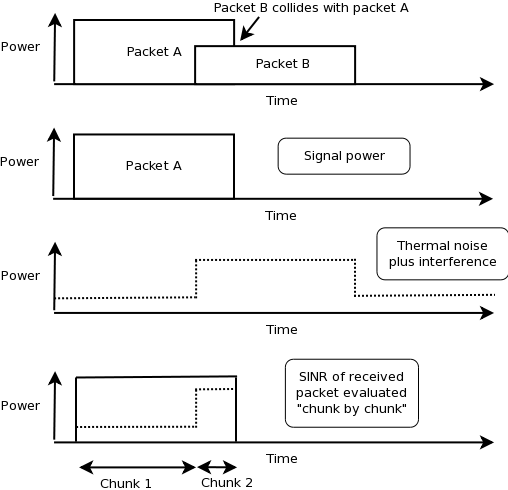 Packet B collides with packet A
Power
Packet A
Packet B
Time
Power
Packet A
Signal power
Time
Thermal noise
plus interference
Power
Time
SINR of received
packet evaluated
"chunk by chunk"
Power
Time
Chunk 1
Chunk 2